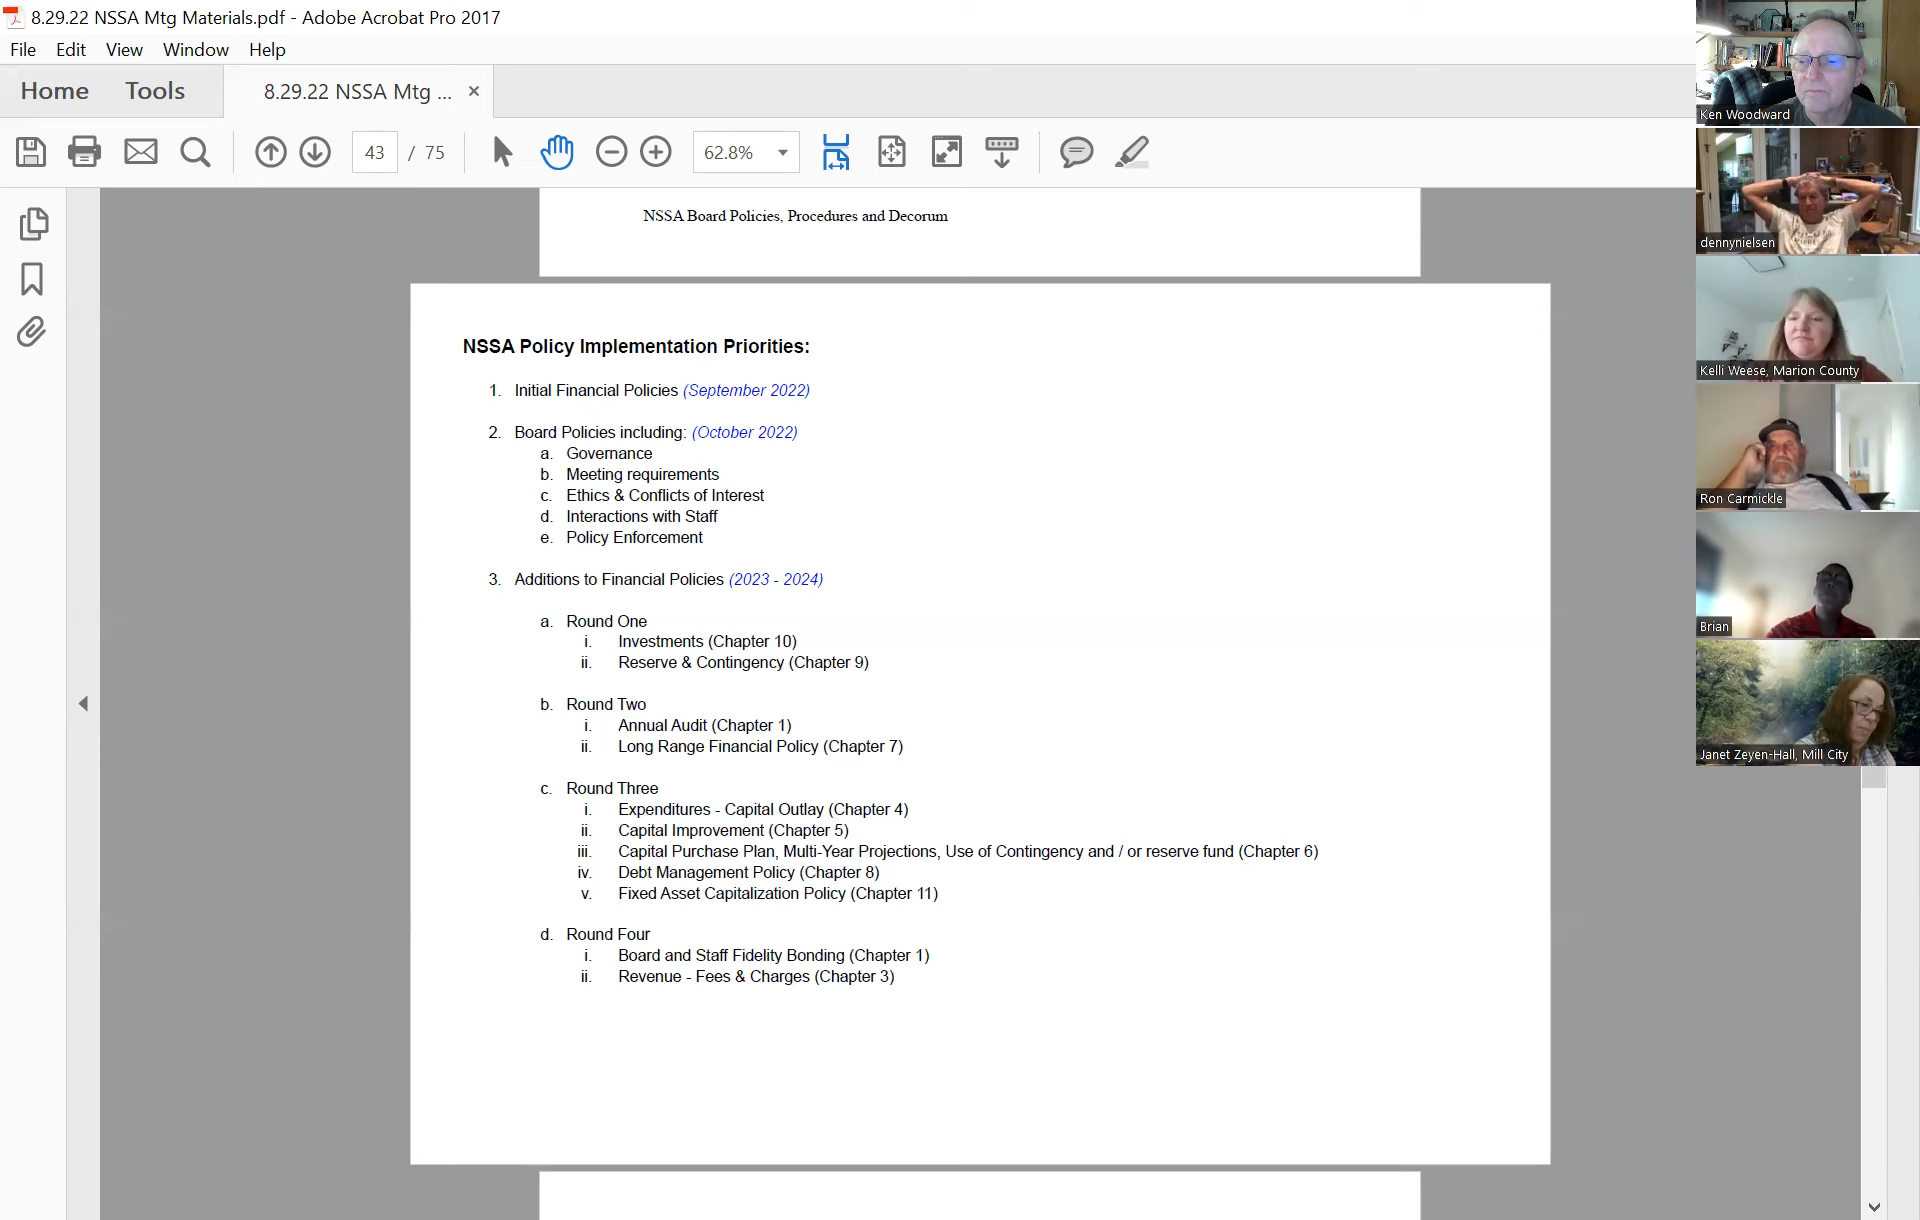 8.29.22 NSSA Mtg Materials.pdf - Adobe Acrobat Pro 2017
File Edit View Window Help
Home Tools 8.29.22 NSSA Mtg ... ×
43 / 75 62.8%
NSSA Board Policies, Procedures and Decorum
NSSA Policy Implementation Priorities:
1. Initial Financial Policies (September 2022)
2. Board Policies including: (October 2022)
a. Governance
b. Meeting requirements
c. Ethics & Conflicts of Interest
d. Interactions with Staff
e. Policy Enforcement
3. Additions to Financial Policies (2023 - 2024)
a. Round One
i. Investments (Chapter 10)
ii. Reserve & Contingency (Chapter 9)
b. Round Two
i. Annual Audit (Chapter 1)
ii. Long Range Financial Policy (Chapter 7)
c. Round Three
i. Expenditures - Capital Outlay (Chapter 4)
ii. Capital Improvement (Chapter 5)
iii. Capital Purchase Plan, Multi-Year Projections, Use of Contingency and / or reserve fund (Chapter 6)
iv. Debt Management Policy (Chapter 8)
v. Fixed Asset Capitalization Policy (Chapter 11)
d. Round Four
i. Board and Staff Fidelity Bonding (Chapter 1)
ii. Revenue - Fees & Charges (Chapter 3)
Ken Woodward
dennynielsen
Kelli Weese, Marion County
Ron Carmickle
Brian
Janet Zeyen-Hall, Mill City